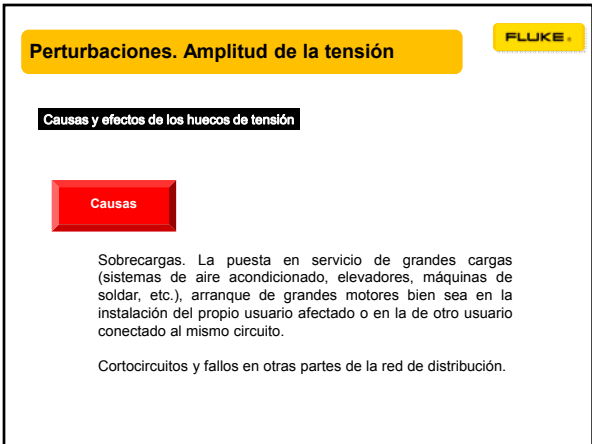 FLUKE®
Perturbaciones. Amplitud de la tensión
Causas y efectos de los huecos de tensión
Causas
Sobrecargas. La puesta en servicio de grandes cargas
(sistemas de aire acondicionado, elevadores, máquinas de
soldar, etc.), arranque de grandes motores bien sea en la
instalación del propio usuario afectado o en la de otro usuario
conectado al mismo circuito.
Cortocircuitos y fallos en otras partes de la red de distribución.